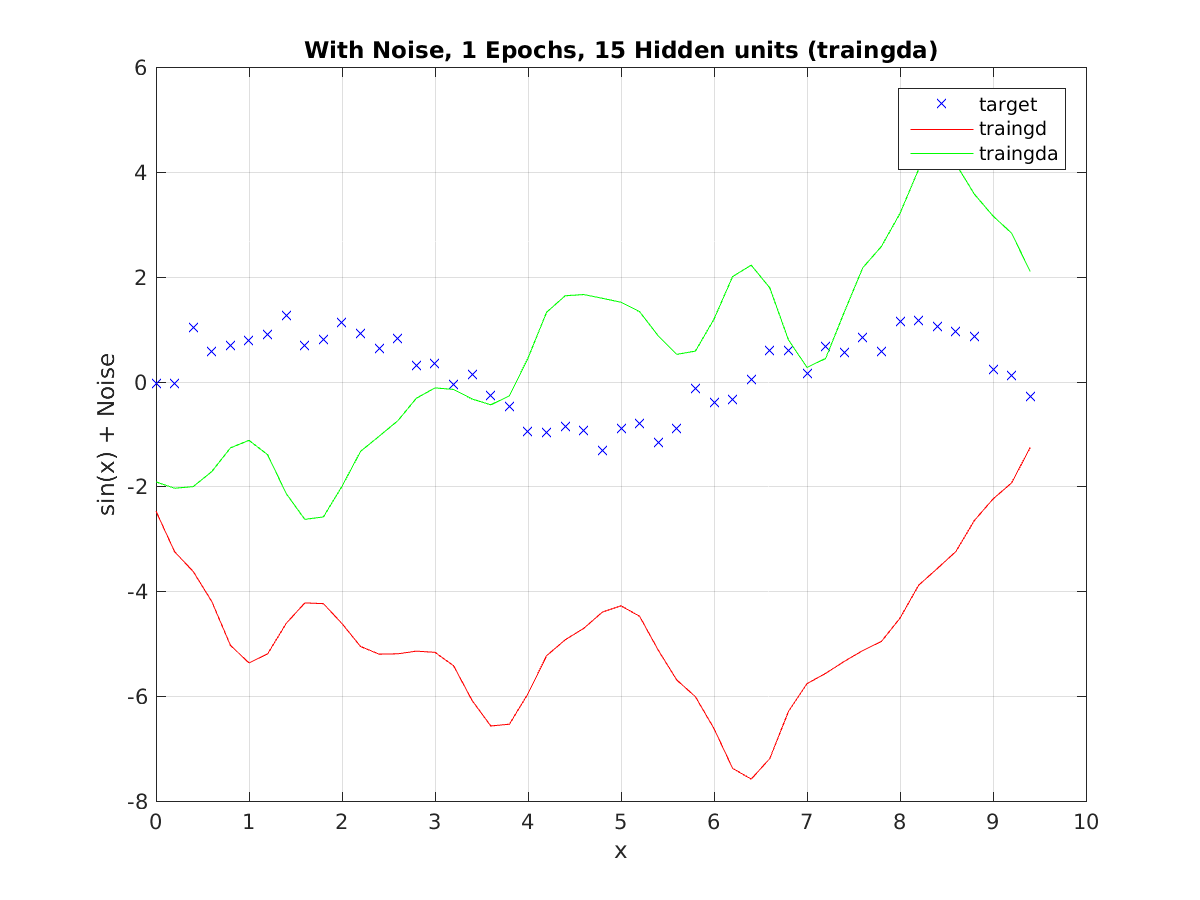 With Noise, 1 Epochs, 15 Hidden units (traingda)
6
4
2
0
-2
-4
-6
-8
sin(x) + Noise
target
traingd
traingda
0 1 2 3 4 5 6 7 8 9 10
x